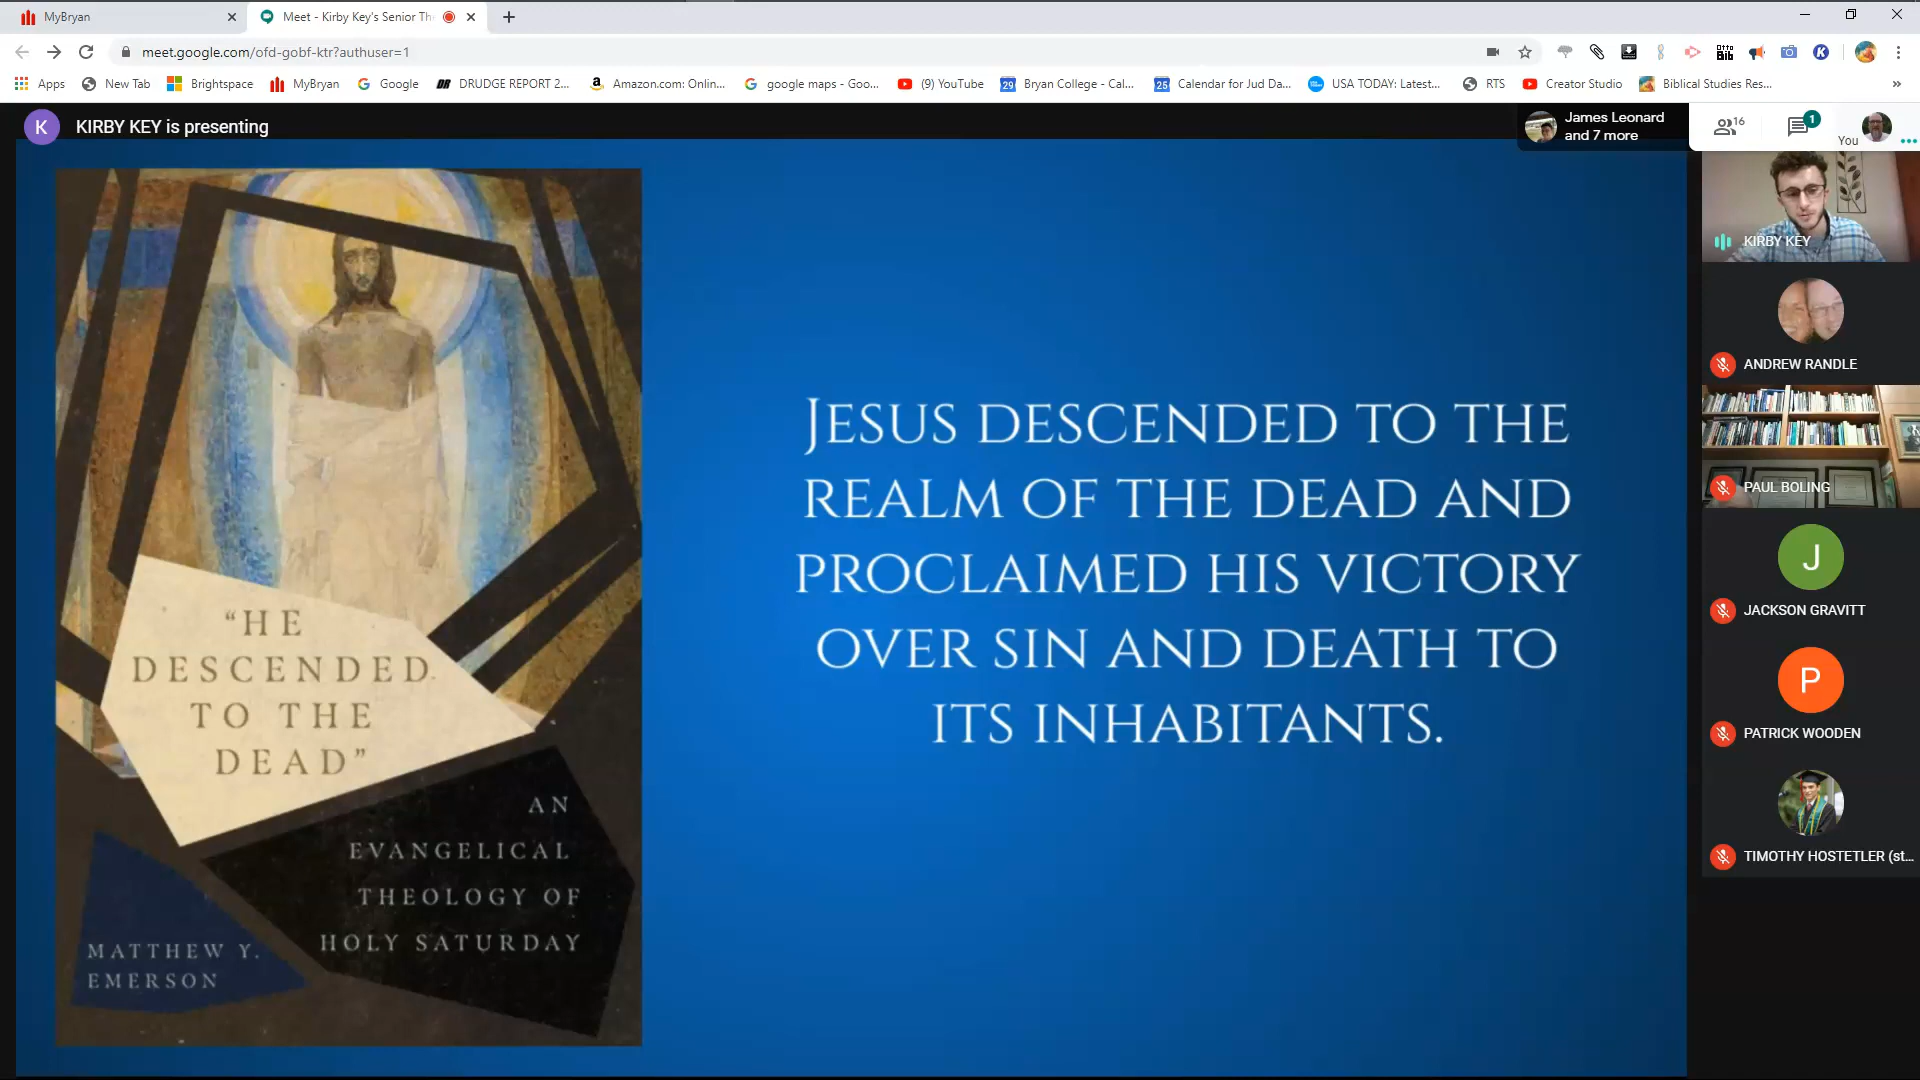 MyBryan
Meet - Kirby Key's Senior Th
meet.google.com/ofd-gobf-ktr?authuser=1
Apps
New Tab
Brightspace
MyBryan
Google
DR
DRUDGE REPORT 2...
Amazon.com: Onlin...
google maps - Goo...
(9) YouTube
29
Bryan College - Cal...
25
Calendar for Jud Da...
USA TODAY: Latest...
RTS
Creator Studio
Biblical Studies Res...
K
KIRBY KEY is presenting
James Leonard
and 7 more
16
1
You
"HE
DESCENDED
TO THE
DEAD"
AN
EVANGELICAL
THEOLOGY OF
HOLY SATURDAY
MATTHEW Y.
EMERSON
JESUS DESCENDED TO THE
REALM OF THE DEAD AND
PROCLAIMED HIS VICTORY
OVER SIN AND DEATH TO
ITS INHABITANTS.
KIRBY KEY
ANDREW RANDLE
PAUL BOLING
J
JACKSON GRAVITT
P
PATRICK WOODEN
TIMOTHY HOSTETLER (st...